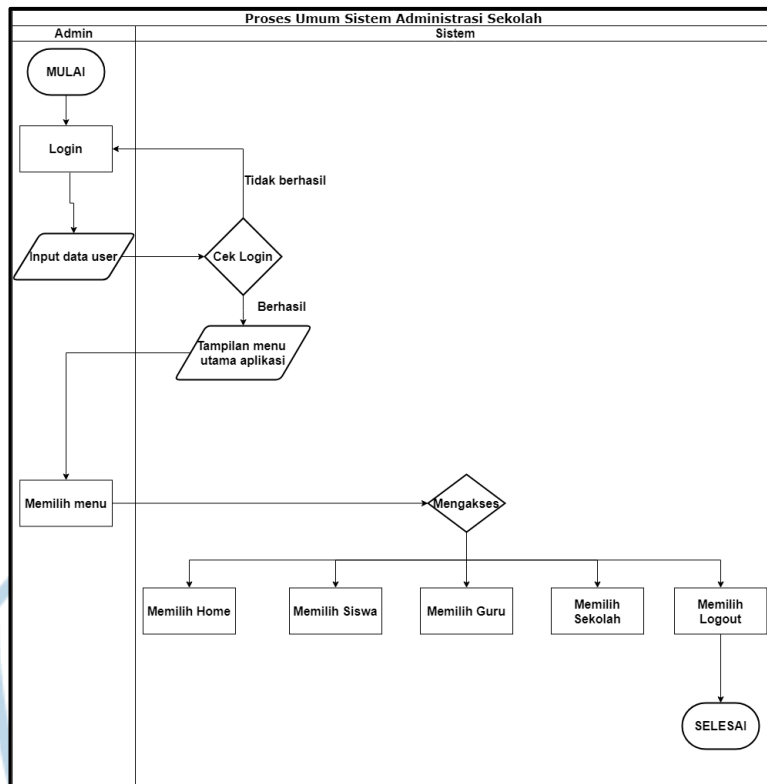 Proses Umum Sistem Administrasi Sekolah
Admin
Sistem
MULAI
Login
Tidak berhasil
Input data user
Cek Login
Berhasil
Tampilan menu
utama aplikasi
Memilih menu
Mengakses
Memilih Home
Memilih Siswa
Memilih Guru
Memilih
Sekolah
Memilih
Logout
SELESAI